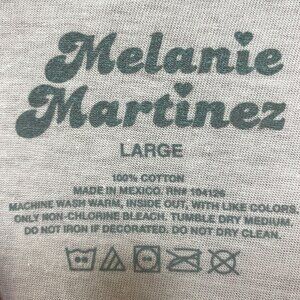 Melanie
Martinez
LARGE
100% COTTON
MADE IN MEXICO. RN# 104126
MACHINE WASH WARM, INSIDE OUT, WITH LIKE COLORS.
ONLY NON-CHLORINE BLEACH. TUMBLE DRY MEDIUM.
DO NOT IRON IF DECORATED. DO NOT DRY CLEAN.